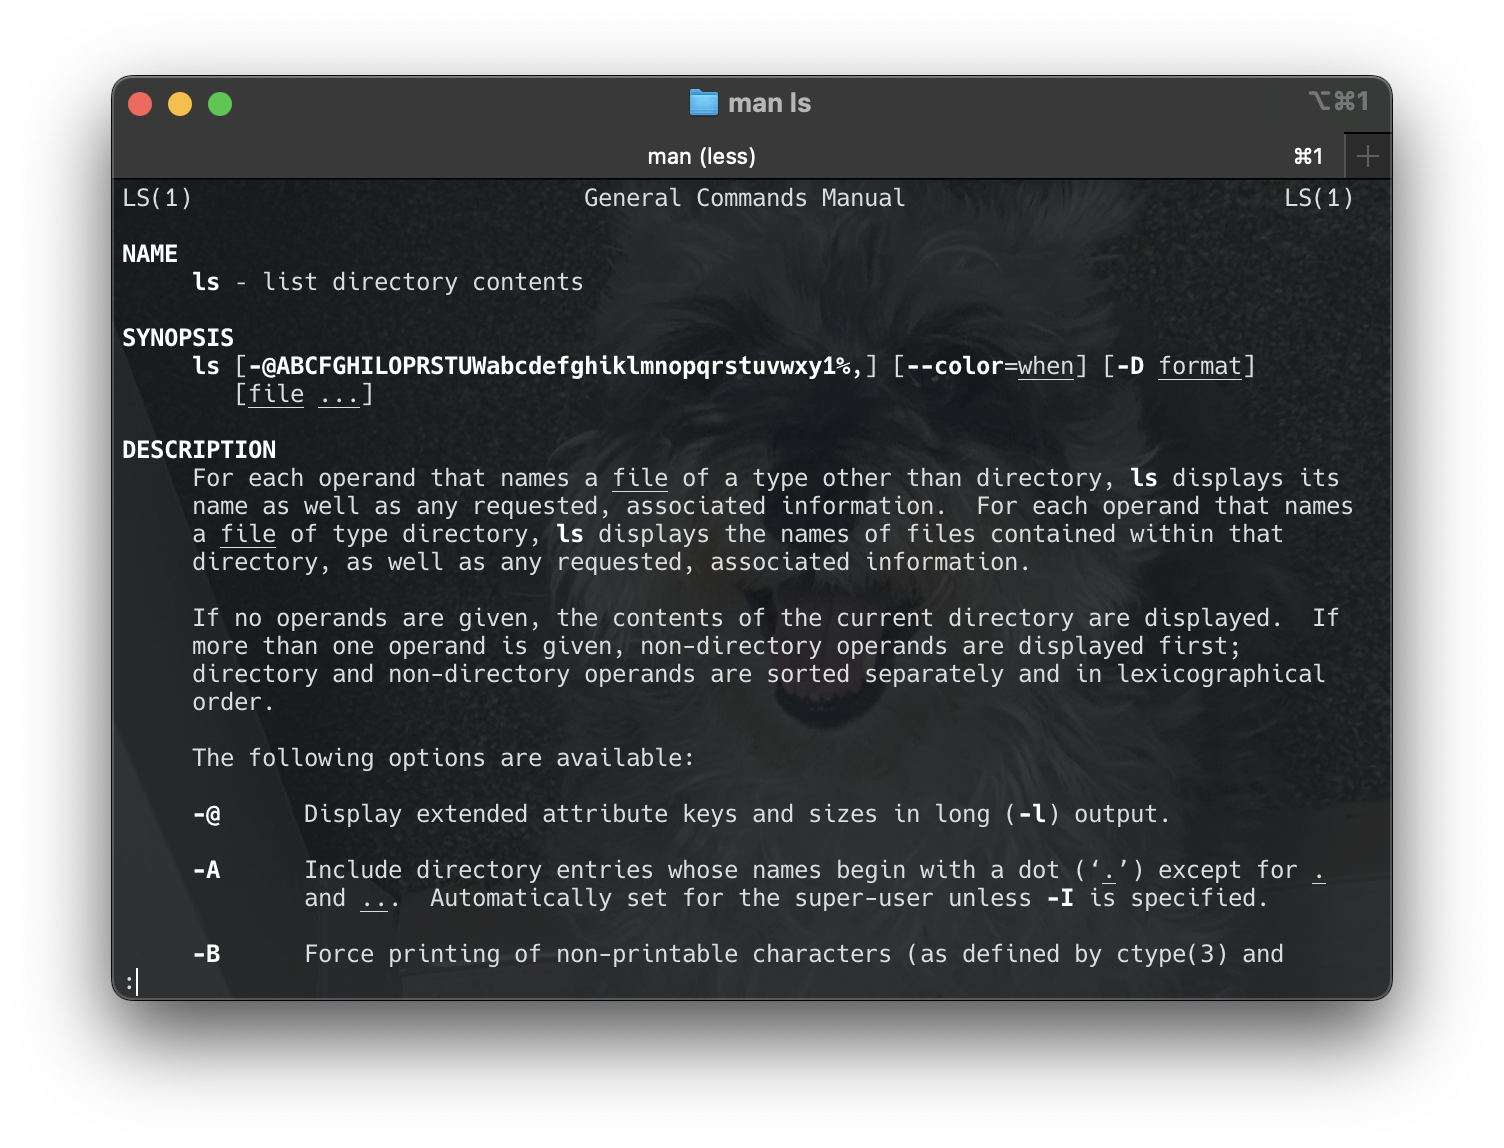 man ls
⌥⌘1
man (less)
⌘1
LS(1) General Commands Manual LS(1)
NAME
ls - list directory contents
SYNOPSIS
ls [-@ABCFGHILOPRSTUWabcdefghiklmnopqrstuvwxy1%,] [--color=when] [-D format]
[file ...]
DESCRIPTION
For each operand that names a file of a type other than directory, ls displays its
name as well as any requested, associated information. For each operand that names
a file of type directory, ls displays the names of files contained within that
directory, as well as any requested, associated information.
If no operands are given, the contents of the current directory are displayed. If
more than one operand is given, non-directory operands are displayed first;
directory and non-directory operands are sorted separately and in lexicographical
order.
The following options are available:
-@ Display extended attribute keys and sizes in long (-l) output.
-A Include directory entries whose names begin with a dot (‘.’) except for .
and ... Automatically set for the super-user unless -I is specified.
-B Force printing of non-printable characters (as defined by ctype(3) and
: